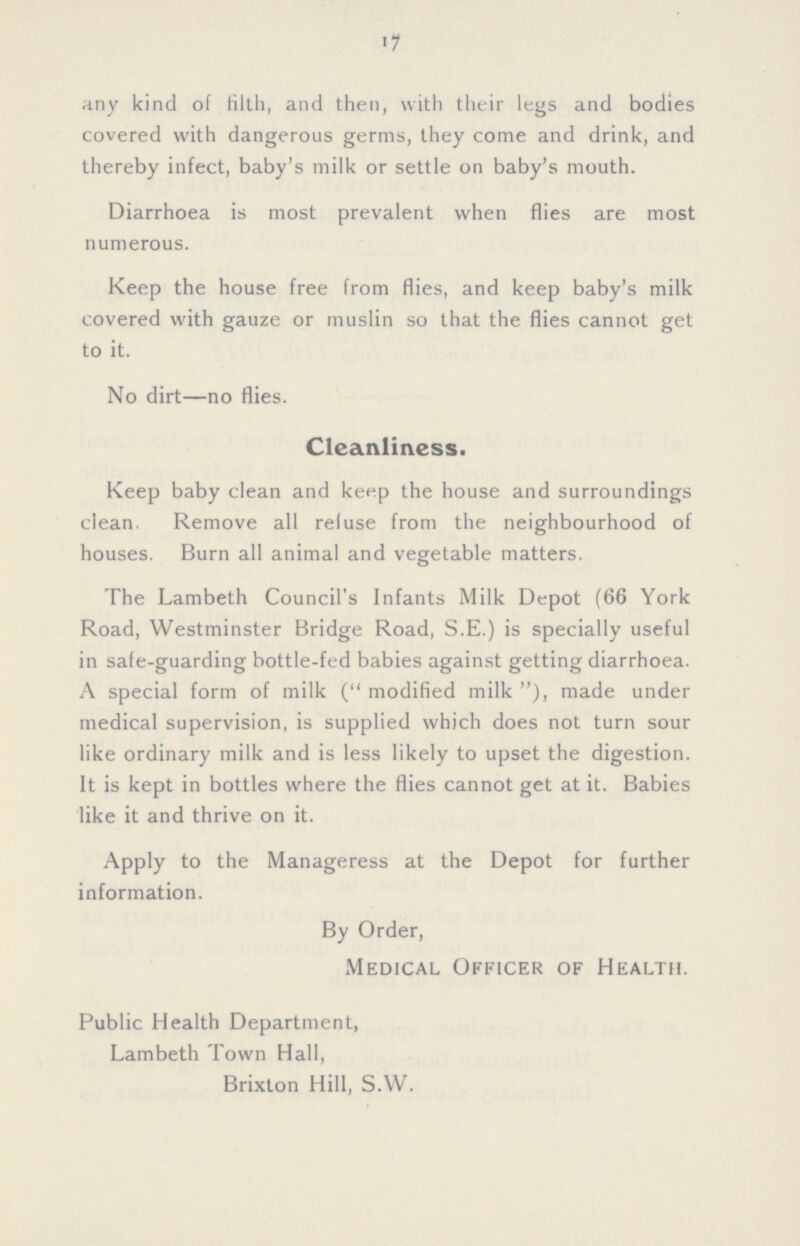 17
any kind of filth, and then, with their legs and bodies
covered with dangerous germs, they come and drink, and
thereby infect, baby's milk or settle on baby's mouth.
Diarrhoea is most prevalent when flies are most
numerous.
Keep the house free from flies, and keep baby's milk
covered with gauze or muslin so that the flies cannot get
to it.
No dirt—no flies.
Cleanliness.
Keep baby clean and keep the house and surroundings
clean. Remove all refuse from the neighbourhood of
houses. Burn all animal and vegetable matters.
The Lambeth Council's Infants Milk Depot (66 York
Road, Westminster Bridge Road, S.E.) is specially useful
in safe-guarding bottle-fed babies against getting diarrhoea.
A special form of milk (" modified milk "), made under
medical supervision, is supplied which does not turn sour
like ordinary milk and is less likely to upset the digestion.
It is kept in bottles where the flies cannot get at it. Babies
like it and thrive on it.
Apply to the Manageress at the Depot for further
information.
By Order,
MEDICAL OFFICER OF HEALTH.
Public Health Department,
Lambeth Town Hall,
Brixton Hill, S.W.